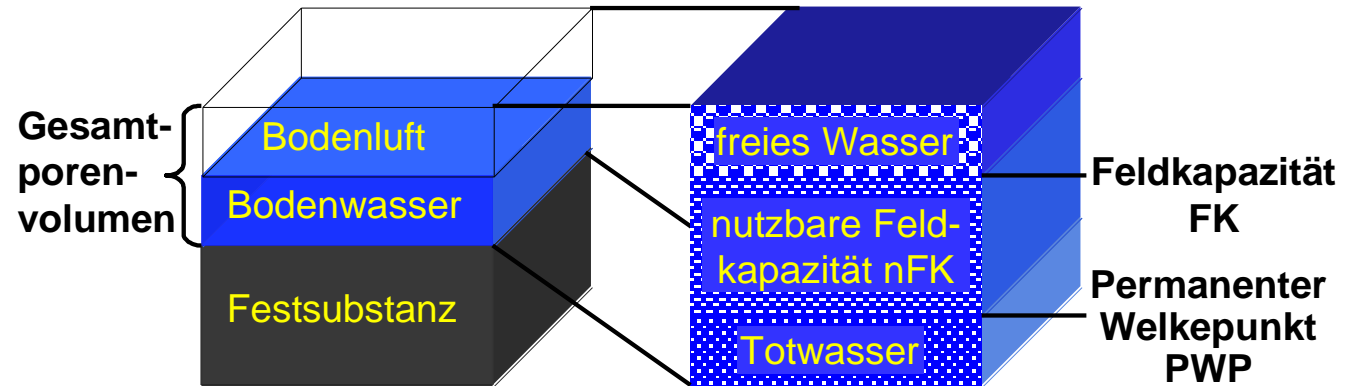 Gesamt-
poren-
volumen
Bodenluft
Bodenwasser
Festsubstanz
freies Wasser
nutzbare Feld-
kapazität nFK
Totwasser
Feldkapazität
FK
Permanenter
Welkepunkt
PWP